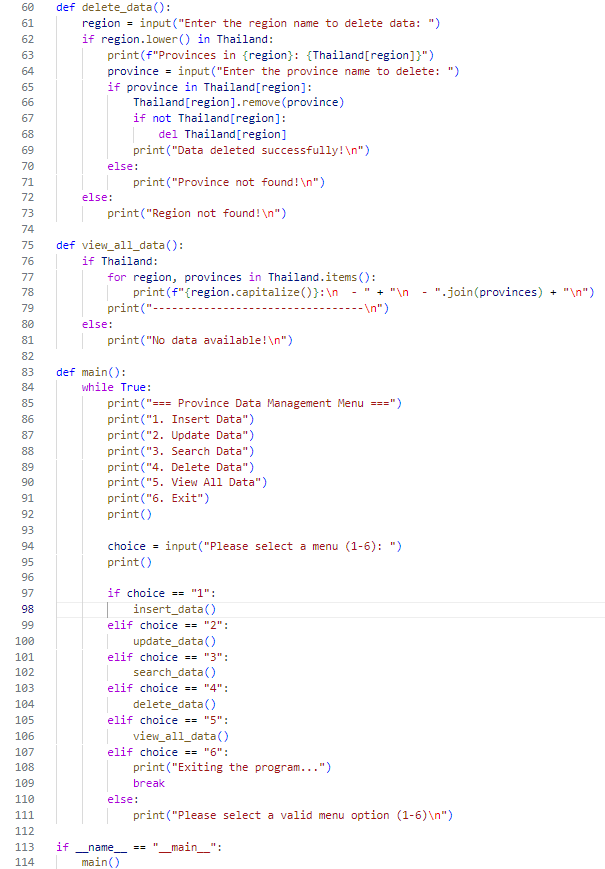 60 def delete_data():
61     region = input("Enter the region name to delete data: ")
62     if region.lower() in Thailand:
63         print(f"Provinces in {region}: {Thailand[region]}")
64         province = input("Enter the province name to delete: ")
65         if province in Thailand[region]:
66             Thailand[region].remove(province)
67             if not Thailand[region]:
68                 del Thailand[region]
69             print("Data deleted successfully!\n")
70         else:
71             print("Province not found!\n")
72     else:
73         print("Region not found!\n")
74
75 def view_all_data():
76     if Thailand:
77         for region, provinces in Thailand.items():
78             print(f"{region.capitalize()}:\n  - " + "\n  - ".join(provinces) + "\n")
79         print("--------------------------------\n")
80     else:
81         print("No data available!\n")
82
83 def main():
84     while True:
85         print("=== Province Data Management Menu ===")
86         print("1. Insert Data")
87         print("2. Update Data")
88         print("3. Search Data")
89         print("4. Delete Data")
90         print("5. View All Data")
91         print("6. Exit")
92         print()
93
94         choice = input("Please select a menu (1-6): ")
95         print()
96
97         if choice == "1":
98             insert_data()
99         elif choice == "2":
100             update_data()
101         elif choice == "3":
102             search_data()
103         elif choice == "4":
104             delete_data()
105         elif choice == "5":
106             view_all_data()
107         elif choice == "6":
108             print("Exiting the program...")
109             break
110         else:
111             print("Please select a valid menu option (1-6)\n")
112
113 if __name__ == "__main__":
114     main()